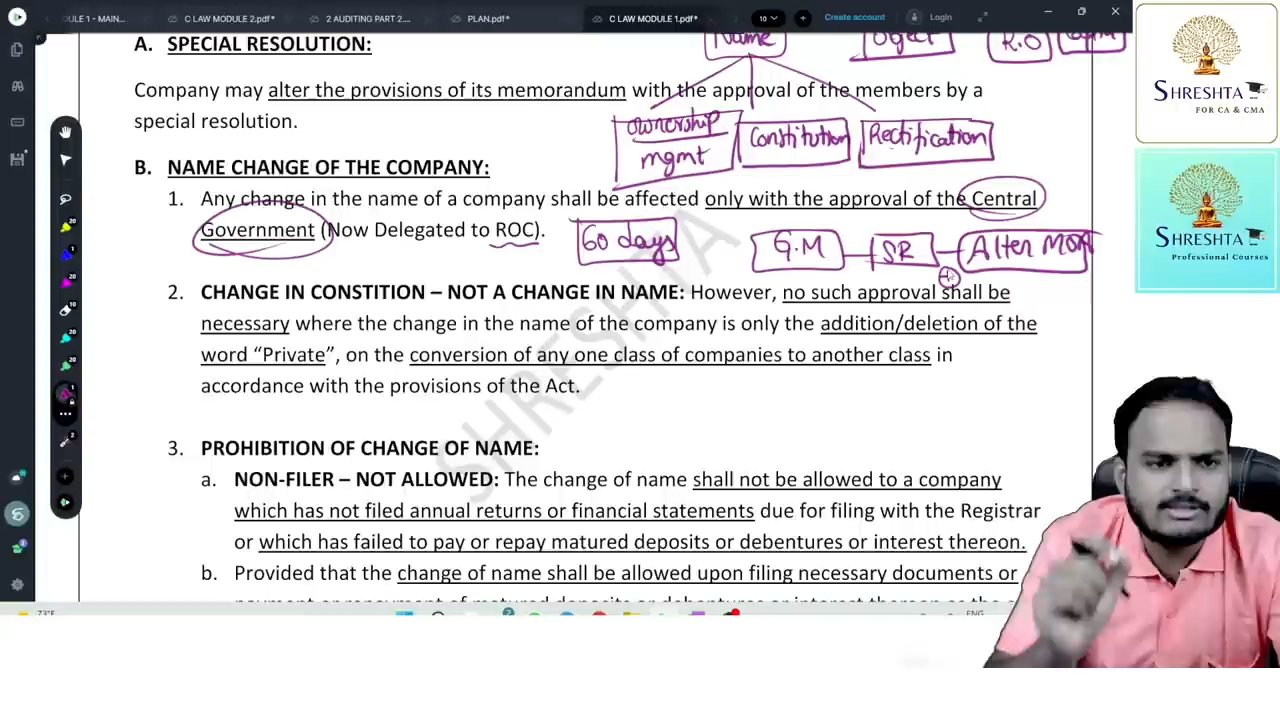 ULE 1 - MAIN...
C LAW MODULE 2.pdf*
2 AUDITING PART 2....
PLAN.pdf*
C LAW MODULE 1.pdf*
10
Create account
Login
A. SPECIAL RESOLUTION:
Name
Object
R.O
Company may alter the provisions of its memorandum with the approval of the members by a
special resolution.
ownership
mgmt
Constitution
Rectification
B. NAME CHANGE OF THE COMPANY:
1. Any change in the name of a company shall be affected only with the approval of the Central
Government (Now Delegated to ROC).
60 days
G.M
SR
Alter MOA
2. CHANGE IN CONSTITION – NOT A CHANGE IN NAME: However, no such approval shall be
necessary where the change in the name of the company is only the addition/deletion of the
word “Private”, on the conversion of any one class of companies to another class in
accordance with the provisions of the Act.
3. PROHIBITION OF CHANGE OF NAME:
a. NON-FILER – NOT ALLOWED: The change of name shall not be allowed to a company
which has not filed annual returns or financial statements due for filing with the Registrar
or which has failed to pay or repay matured deposits or debentures or interest thereon.
b. Provided that the change of name shall be allowed upon filing necessary documents or
SHRESHTA
73°F
ENG
SHRESHTA
FOR CA & CMA
SHRESHTA
Professional Courses